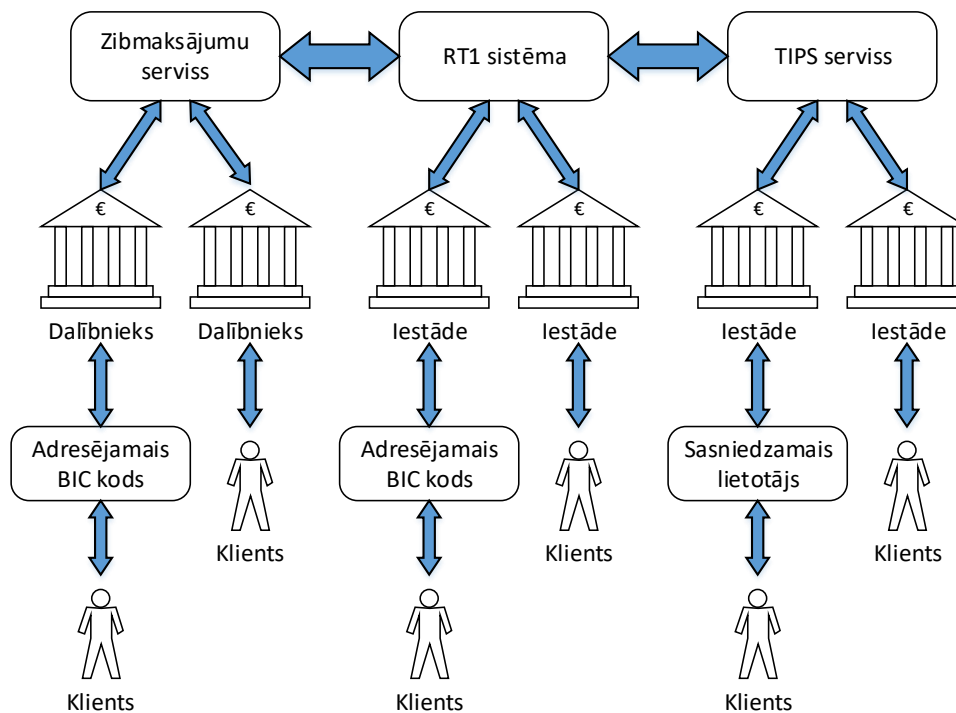 Zibmaksājumu
serviss
RT1 sistēma
TIPS serviss
€
€
€
€
€
€
Dalībnieks
Dalībnieks
Iestāde
Iestāde
Iestāde
Iestāde
Adresējamais
BIC kods
Adresējamais
BIC kods
Sasniedzamais
lietotājs
Klients
Klients
Klients
Klients
Klients
Klients